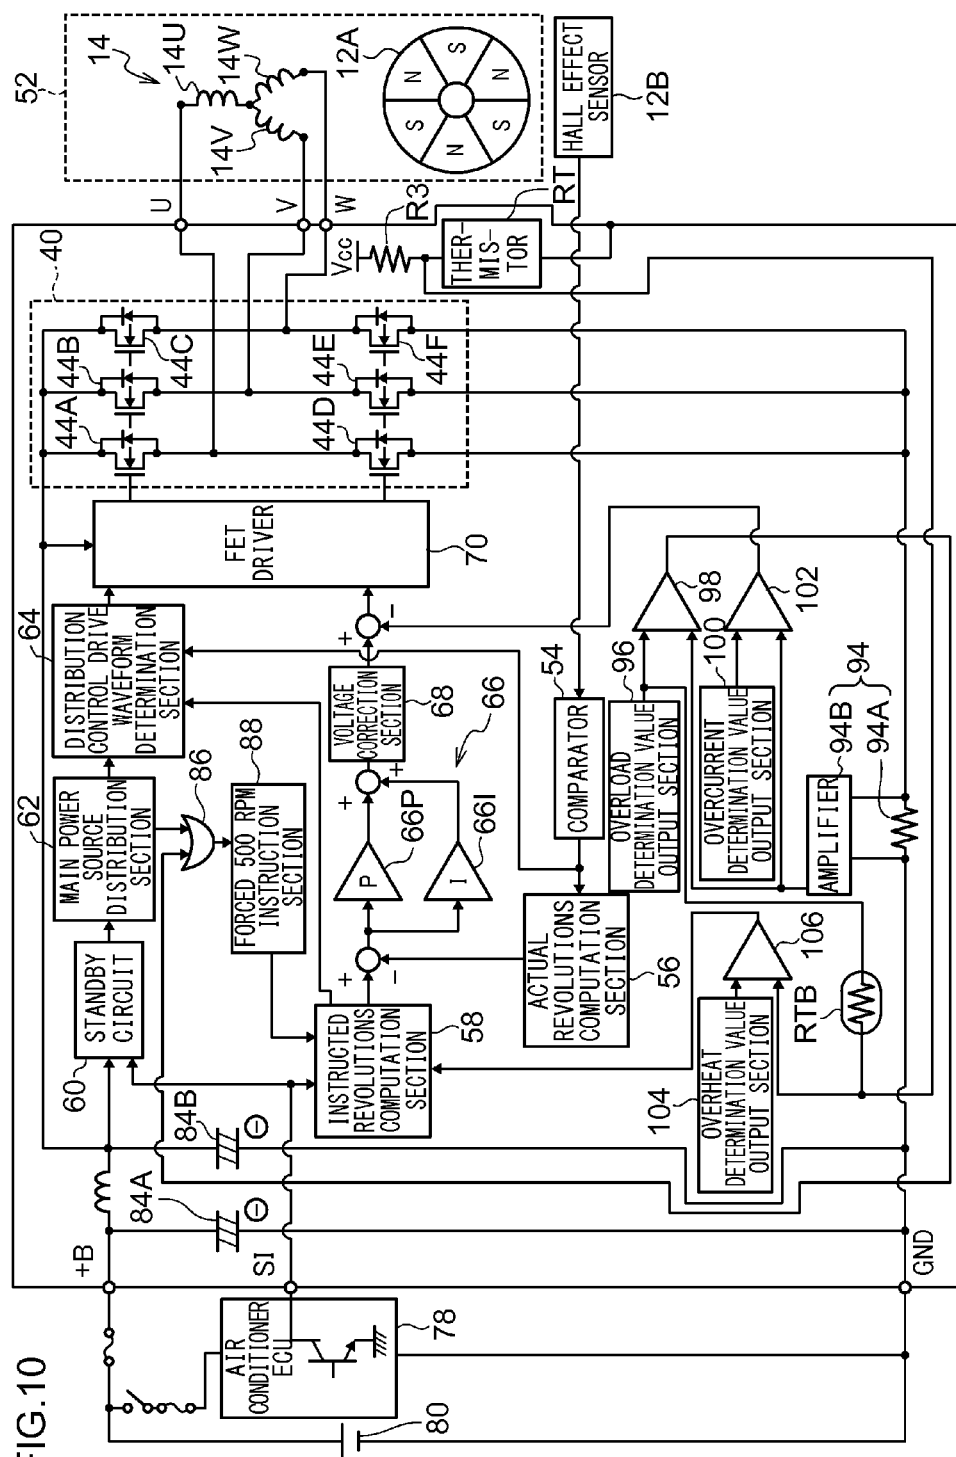 FIG.10
52
14
14U
14W
14V
12A
N
S
N
S
N
S
HALL EFFECT
SENSOR
12B
U
V
W
40
44A
44B
44C
44D
44E
44F
Vcc
R3
THER-
MIS-
TOR
RT
FET
DRIVER
70
64
DISTRIBUTION
CONTROL DRIVE
WAVEFORM
DETERMINATION
SECTION
62
MAIN POWER
SOURCE
DISTRIBUTION
SECTION
86
88
FORCED 500 RPM
INSTRUCTION
SECTION
60
STANDBY
CIRCUIT
VOLTAGE
CORRECTION
SECTION
68
66
66P
P
66I
I
+
-
+
+
+
-
INSTRUCTED
REVOLUTIONS
COMPUTATION
SECTION
58
54
COMPARATOR
ACTUAL
REVOLUTIONS
COMPUTATION
SECTION
56
96
OVERLOAD
DETERMINATION VALUE
OUTPUT SECTION
98
100
OVERCURRENT
DETERMINATION VALUE
OUTPUT SECTION
102
AMPLIFIER
94B
94A
94
104
OVERHEAT
DETERMINATION VALUE
OUTPUT SECTION
106
RTB
84B
84A
+B
SI
GND
AIR
CONDITIONER
ECU
78
80